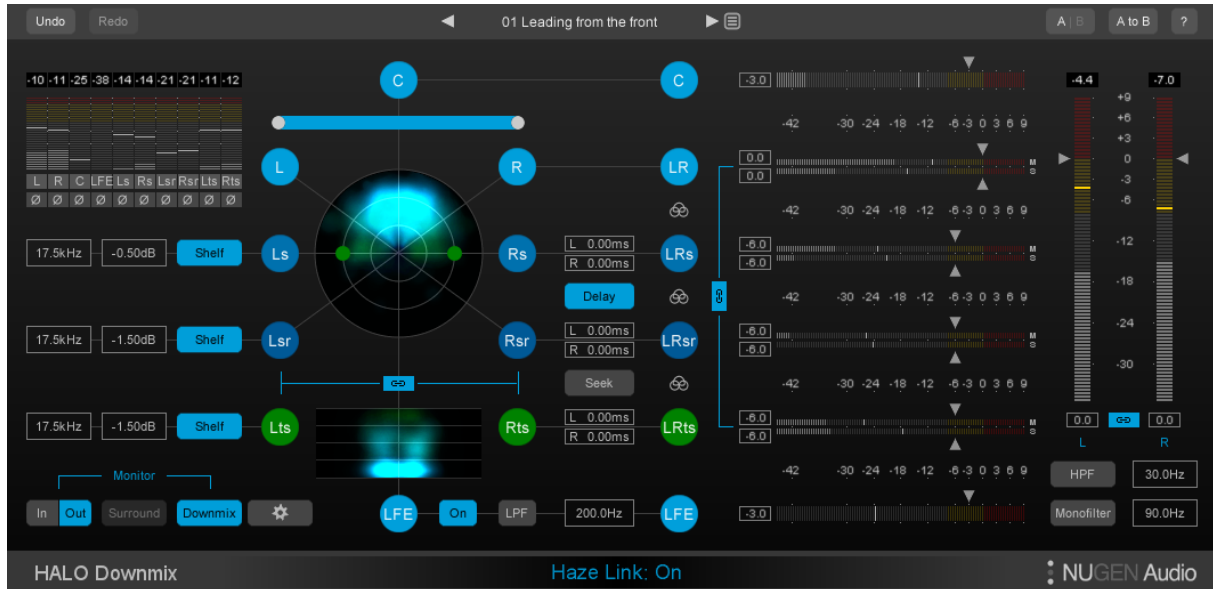 Undo Redo 01 Leading from the front A | B A to B ?
-10 -11 -25 -38 -14 -14 -21 -21 -11 -12
C C -3.0 -4.4 -7.0
+9
-42 -30 -24 -18 -12 -6 -3 0 3 6 9 +6
+3
L R LR 0.0 M 0
0.0 S
L R C LFE Ls Rs Lsr Rsr Lts Rts -3
Ø Ø Ø Ø Ø Ø Ø Ø Ø Ø -6
-42 -30 -24 -18 -12 -6 -3 0 3 6 9
17.5kHz -0.50dB Shelf Ls Rs L 0.00ms LRs -6.0 -12
R 0.00ms -6.0
Delay -18
-42 -30 -24 -18 -12 -6 -3 0 3 6 9
17.5kHz -1.50dB Shelf Lsr Rsr L 0.00ms LRsr -6.0 M -24
R 0.00ms -6.0 S
-30
Seek -42 -30 -24 -18 -12 -6 -3 0 3 6 9
17.5kHz -1.50dB Shelf Lts Rts L 0.00ms LRts -6.0 M 0.0 0.0
R 0.00ms -6.0 S L R
Monitor -42 -30 -24 -18 -12 -6 -3 0 3 6 9 HPF 30.0Hz
In Out Surround Downmix LFE On LPF 200.0Hz LFE -3.0 Monofilter 90.0Hz
HALO Downmix Haze Link: On NUGEN Audio